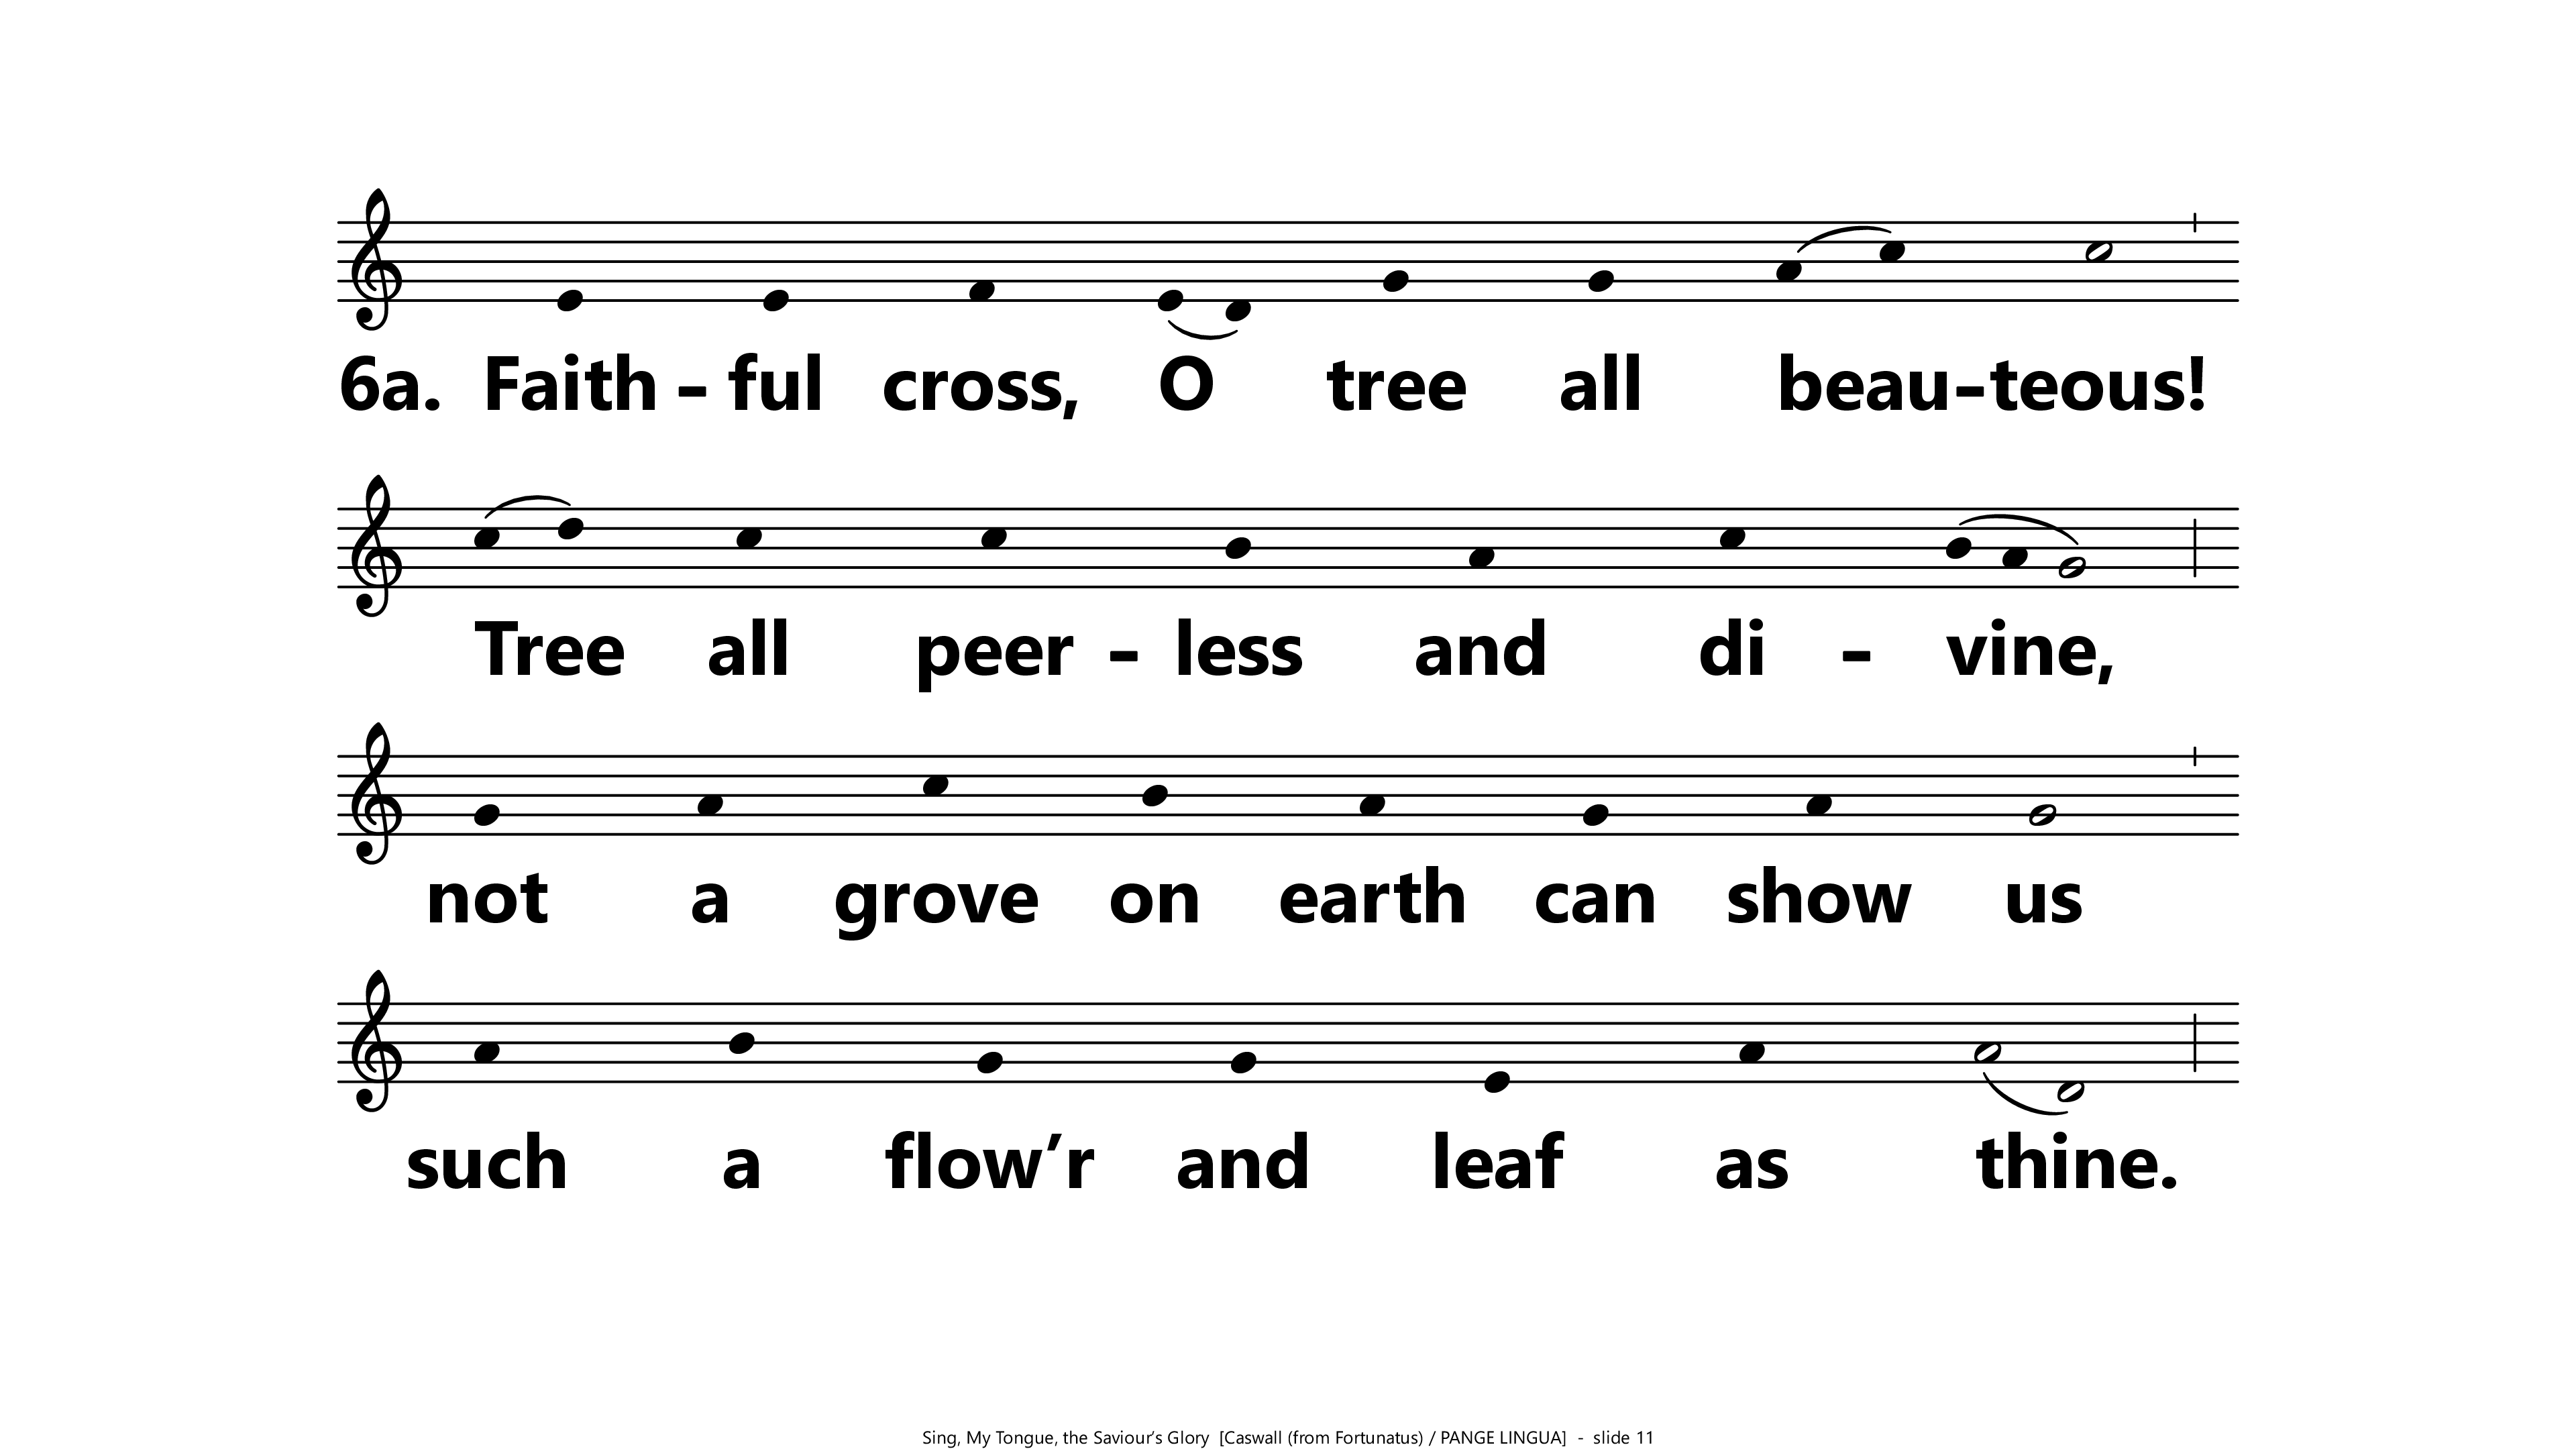 6a. Faith - ful cross, O tree all beau-teous!
Tree all peer - less and di - vine,
not a grove on earth can show us
such a flow’r and leaf as thine.
Sing, My Tongue, the Saviour’s Glory [Caswall (from Fortunatus) / PANGE LINGUA] - slide 11